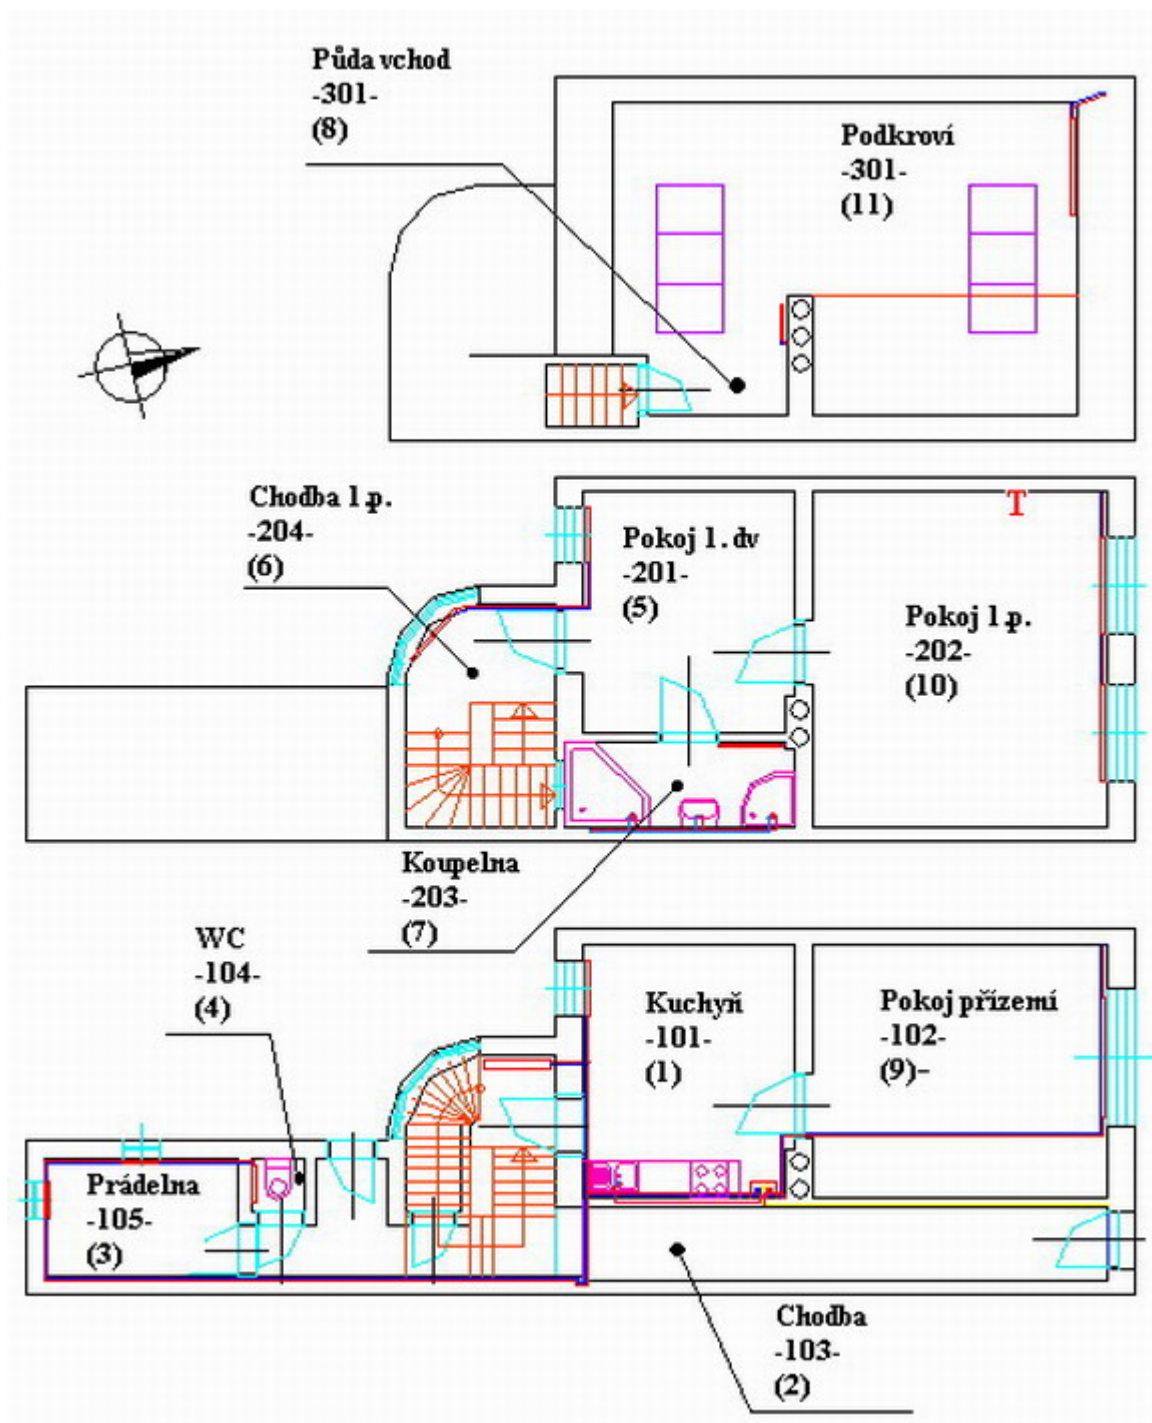 Půda vchod
-301-
(8)
Podkroví
-301-
(11)
Chodba 1.p.
-204-
(6)
Pokoj 1. dv
-201-
(5)
T
Pokoj 1.p.
-202-
(10)
Koupelna
-203-
(7)
WC
-104-
(4)
Kuchyň
-101-
(1)
Pokoj přízemí
-102-
(9)-
Prádelna
-105-
(3)
Chodba
-103-
(2)